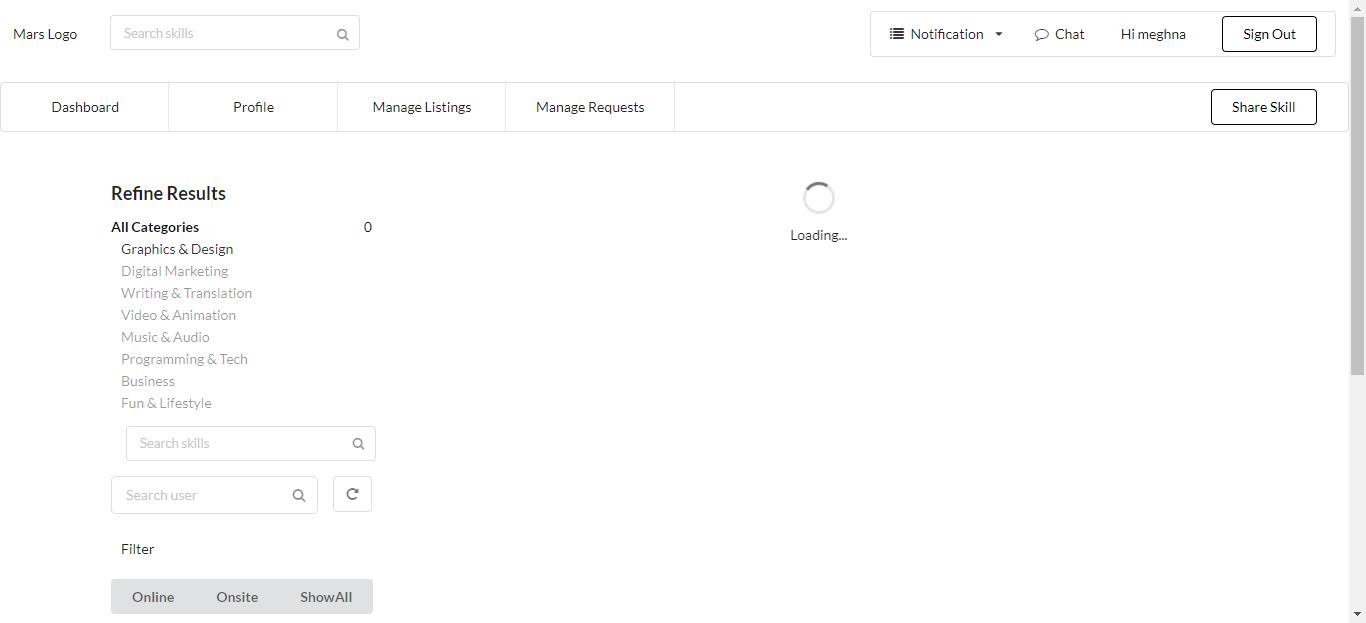 Mars Logo
Search skills
Notification
Chat
Hi meghna
Sign Out
Dashboard
Profile
Manage Listings
Manage Requests
Share Skill
Refine Results
All Categories 0
Graphics & Design
Digital Marketing
Writing & Translation
Video & Animation
Music & Audio
Programming & Tech
Business
Fun & Lifestyle
Search skills
Search user
Filter
Online Onsite ShowAll
Loading...